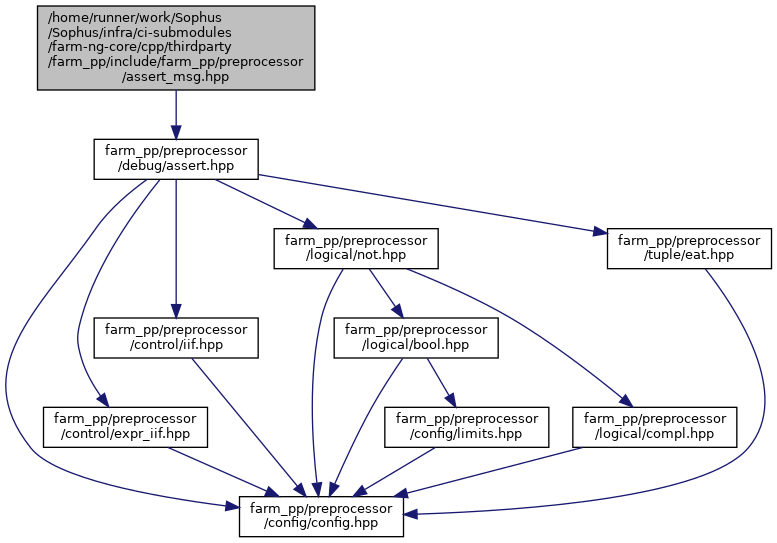 /home/runner/work/Sophus
/Sophus/infra/ci-submodules
/farm-ng-core/cpp/thirdparty
/farm_pp/include/farm_pp/preprocessor
/assert_msg.hpp
farm_pp/preprocessor
/debug/assert.hpp
farm_pp/preprocessor
/logical/not.hpp
farm_pp/preprocessor
/tuple/eat.hpp
farm_pp/preprocessor
/control/iif.hpp
farm_pp/preprocessor
/logical/bool.hpp
farm_pp/preprocessor
/control/expr_iif.hpp
farm_pp/preprocessor
/config/limits.hpp
farm_pp/preprocessor
/logical/compl.hpp
farm_pp/preprocessor
/config/config.hpp